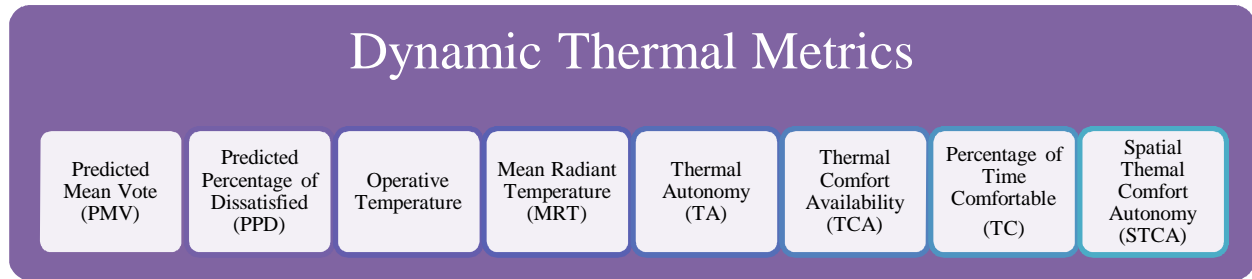 Dynamic Thermal Metrics
Predicted
Mean Vote
(PMV)
Predicted
Percentage of
Dissatisfied
(PPD)
Operative
Temperature
Mean Radiant
Temperature
(MRT)
Thermal
Autonomy
(TA)
Thermal
Comfort
Availability
(TCA)
Percentage of
Time
Comfortable
(TC)
Spatial
Themal
Comfort
Autonomy
(STCA)